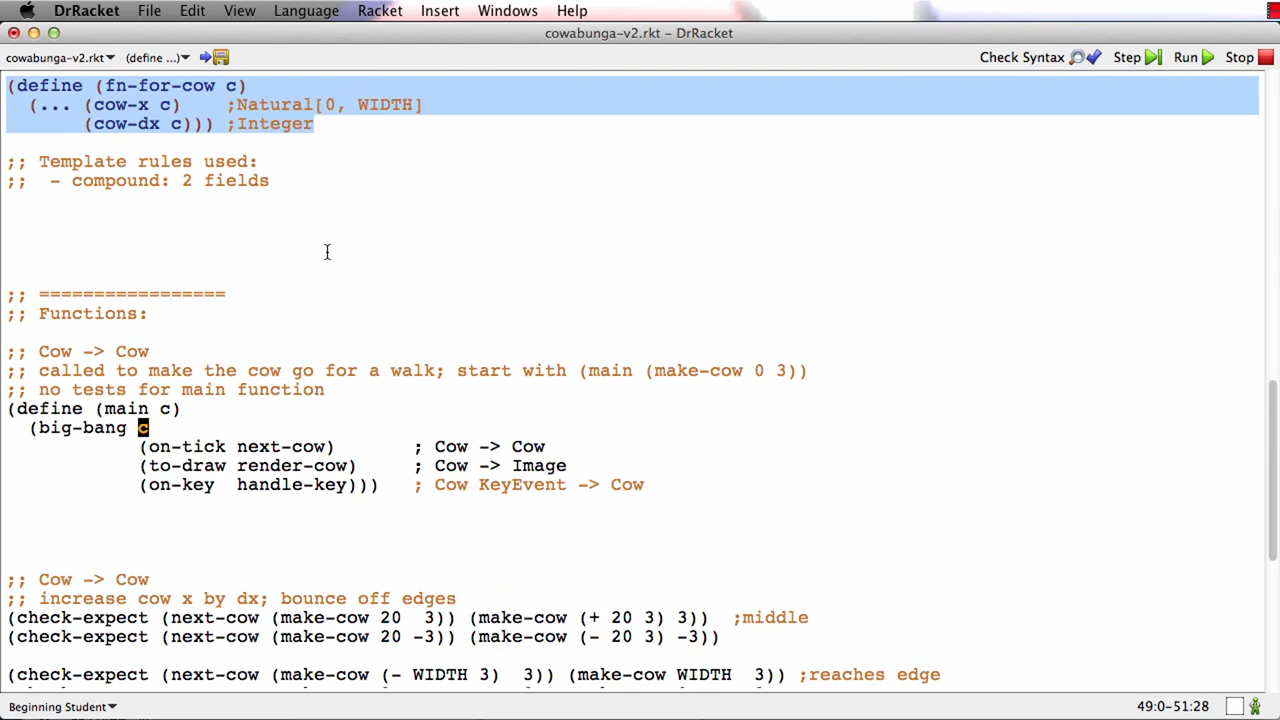 DrRacket File Edit View Language Racket Insert Windows Help
cowabunga-v2.rkt - DrRacket
cowabunga-v2.rkt (define ...) Check Syntax Step Run Stop
(define (fn-for-cow c)
(... (cow-x c) ;Natural[0, WIDTH]
(cow-dx c))) ;Integer
;; Template rules used:
;; - compound: 2 fields
;; =================
;; Functions:
;; Cow -> Cow
;; called to make the cow go for a walk; start with (main (make-cow 0 3))
;; no tests for main function
(define (main c)
(big-bang c
(on-tick next-cow) ; Cow -> Cow
(to-draw render-cow) ; Cow -> Image
(on-key handle-key))) ; Cow KeyEvent -> Cow
;; Cow -> Cow
;; increase cow x by dx; bounce off edges
(check-expect (next-cow (make-cow 20 3)) (make-cow (+ 20 3) 3)) ;middle
(check-expect (next-cow (make-cow 20 -3)) (make-cow (- 20 3) -3))
(check-expect (next-cow (make-cow (- WIDTH 3) 3)) (make-cow WIDTH 3)) ;reaches edge
Beginning Student 49:0-51:28